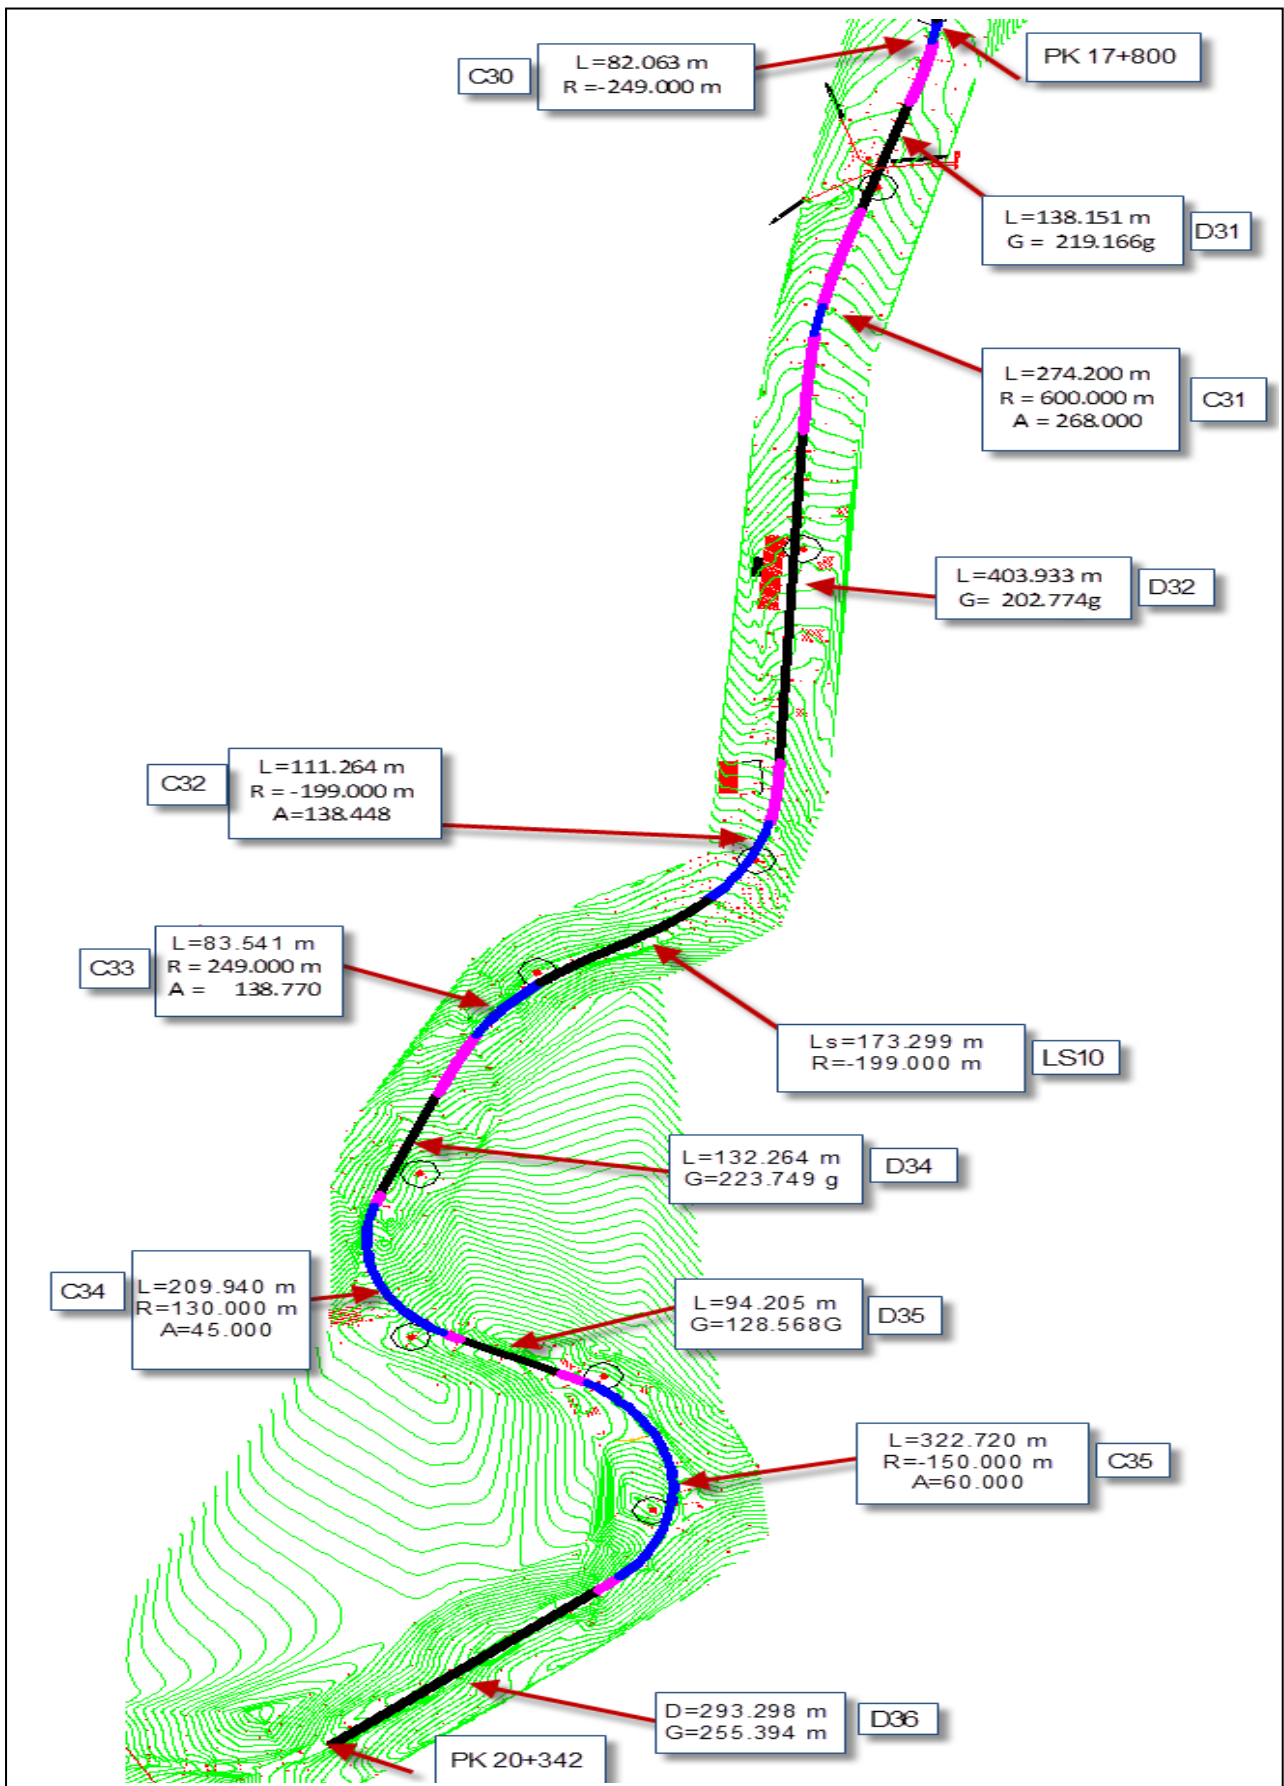 C30
L=82.063 m
R =-249.000 m
PK 17+800
L=138.151 m
G = 219.166g
D31
L=274.200 m
R = 600.000 m
A = 268.000
C31
L=403.933 m
G= 202.774g
D32
C32
L=111.264 m
R = -199.000 m
A=138.448
C33
L=83.541 m
R = 249.000 m
A = 138.770
Ls=173.299 m
R=-199.000 m
LS10
L=132.264 m
G=223.749 g
D34
C34
L=209.940 m
R=130.000 m
A=45.000
L=94.205 m
G=128.568G
D35
L=322.720 m
R=-150.000 m
A=60.000
C35
D=293.298 m
G=255.394 m
D36
PK 20+342